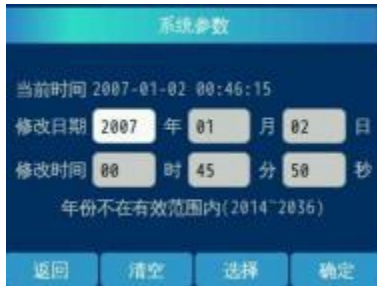 系统参数
当前时间 2007-01-02 00:46:15
修改日期 2007 年 01 月 02 日
修改时间 00 时 45 分 50 秒
年份不在有效范围内(2014~2036)
返回 清空 选择 确定